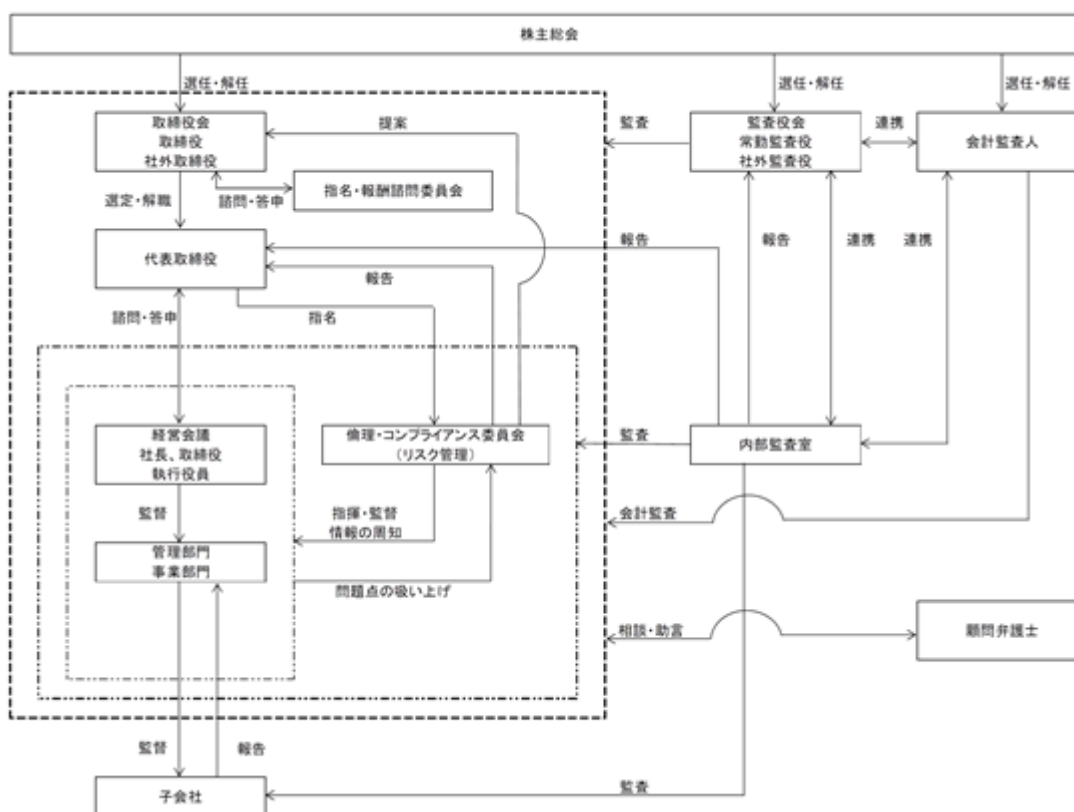 株主総会
選任・解任
選任・解任
選任・解任
取締役会
取締役
社外取締役
提案
監査
監査役会
常勤監査役
社外監査役
連携
会計監査人
選定・解職
諮問・答申
指名・報酬諮問委員会
代表取締役
報告
報告
連携
連携
報告
諮問・答申
指名
経営会議
社長、取締役
執行役員
倫理・コンプライアンス委員会
(リスク管理)
監査
内部監査室
監督
指揮・監督
情報の周知
会計監査
管理部門
事業部門
問題点の吸い上げ
相談・助言
顧問弁護士
監督
報告
子会社
監査